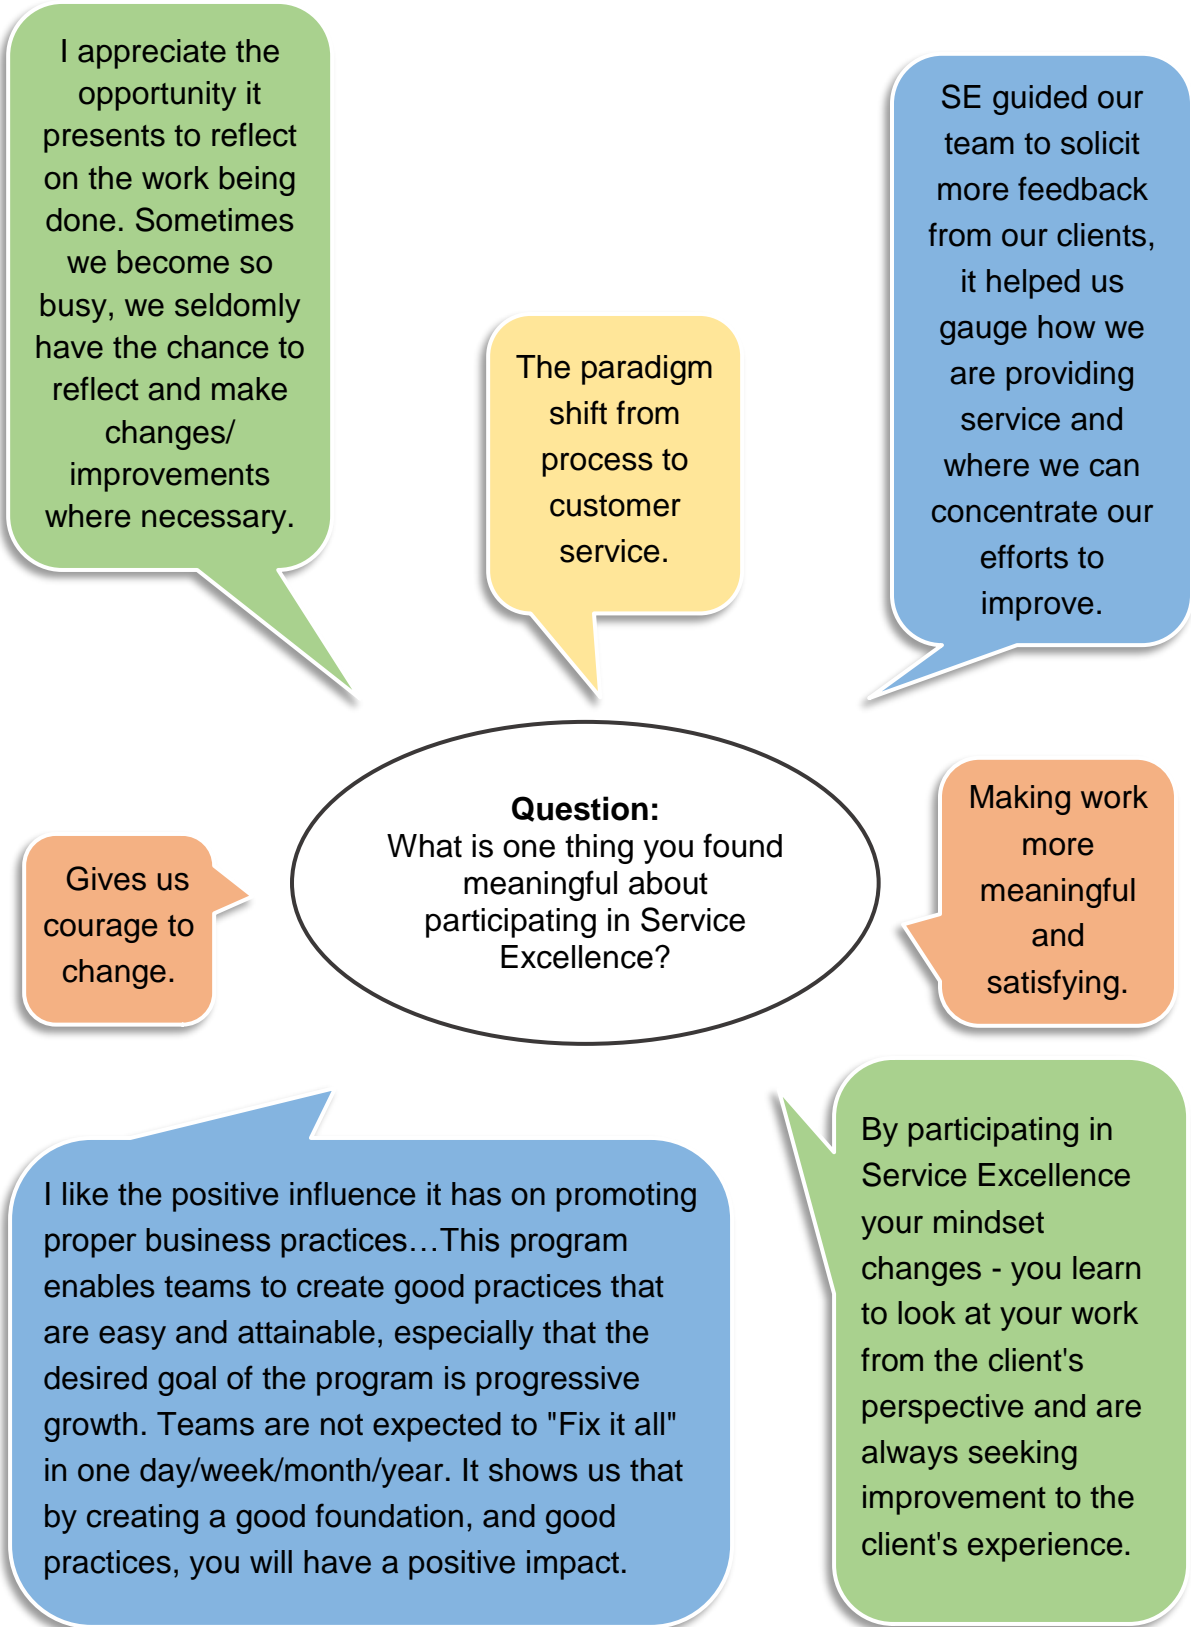 I appreciate the
opportunity it
presents to reflect
on the work being
done. Sometimes
we become so
busy, we seldomly
have the chance to
reflect and make
changes/
improvements
where necessary.
The paradigm
shift from
process to
customer
service.
SE guided our
team to solicit
more feedback
from our clients,
it helped us
gauge how we
are providing
service and
where we can
concentrate our
efforts to
improve.
Gives us
courage to
change.
Question:
What is one thing you found
meaningful about
participating in Service
Excellence?
Making work
more
meaningful
and
satisfying.
I like the positive influence it has on promoting
proper business practices…This program
enables teams to create good practices that
are easy and attainable, especially that the
desired goal of the program is progressive
growth. Teams are not expected to "Fix it all"
in one day/week/month/year. It shows us that
by creating a good foundation, and good
practices, you will have a positive impact.
By participating in
Service Excellence
your mindset
changes - you learn
to look at your work
from the client's
perspective and are
always seeking
improvement to the
client's experience.